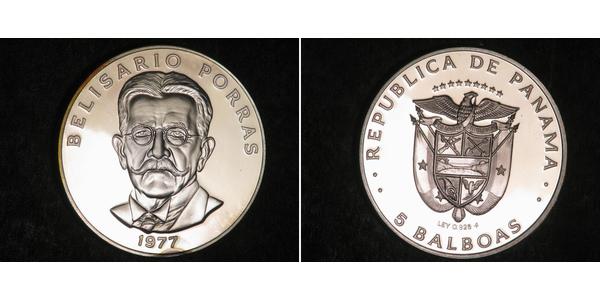 BELISARIO PORRAS
1977
REPUBLICA DE PANAMA
LEY 0.925
5 BALBOAS